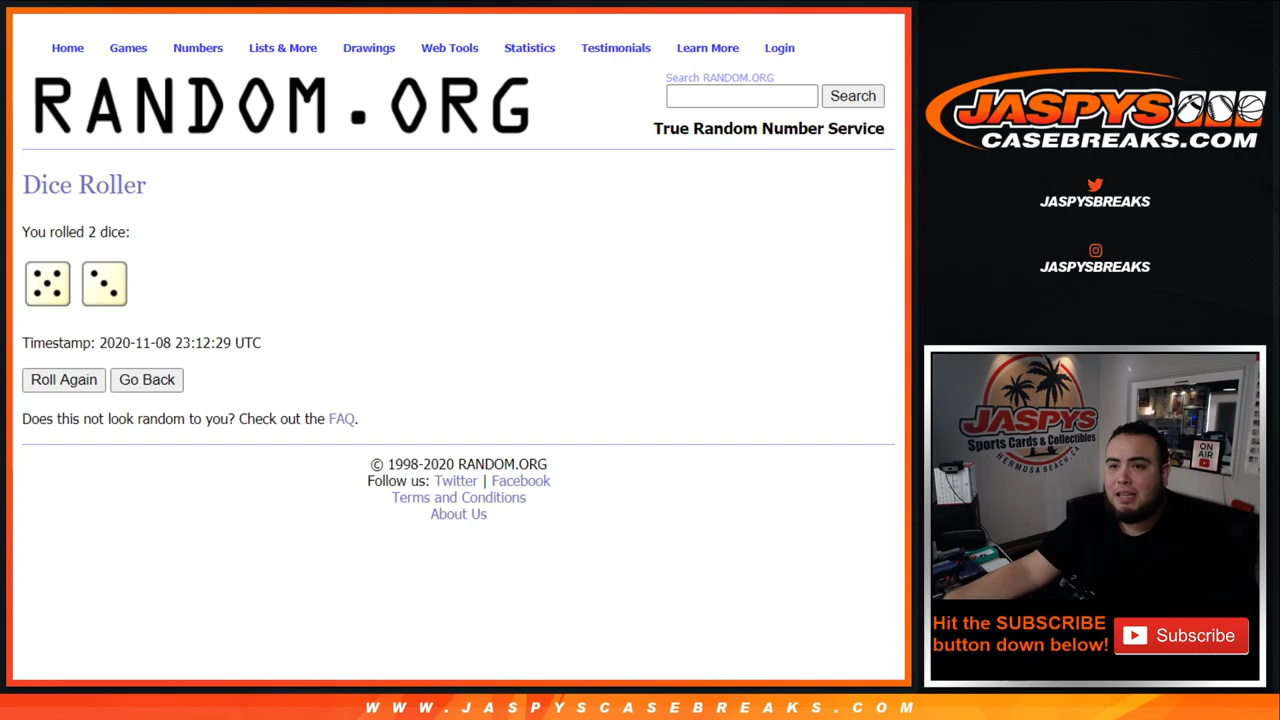 Home Games Numbers Lists & More Drawings Web Tools Statistics Testimonials Learn More Login
RANDOM.ORG
Search RANDOM.ORG
Search
True Random Number Service
Dice Roller
You rolled 2 dice:
Timestamp: 2020-11-08 23:12:29 UTC
Roll Again Go Back
Does this not look random to you? Check out the FAQ.
© 1998-2020 RANDOM.ORG
Follow us: Twitter | Facebook
Terms and Conditions
About Us
JASPYS
CASEBREAKS.COM
JASPYSBREAKS
JASPYSBREAKS
JASPYS
Sports Cards & Collectibles
HERMOSA BEACH, CA
ON
AIR
Hit the SUBSCRIBE
button down below!
Subscribe
WWW.JASPYSCASEBREAKS.COM